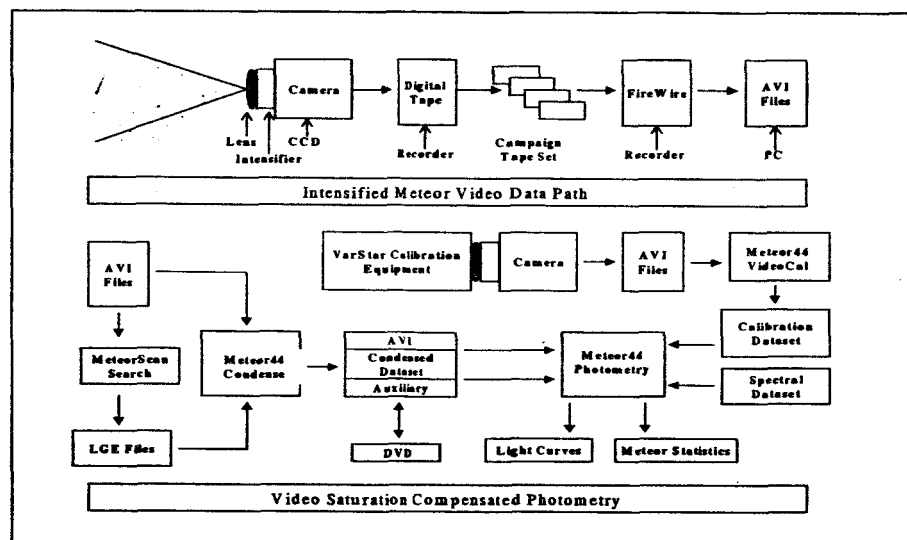 Camera
Digital
Tape
FireWire
AVI
Files
Lens
Intensifier
CCD
Recorder
Campaign
Tape Set
Recorder
PC
Intensified Meteor Video Data Path
AVI
Files
MeteorScan
Search
LGE Files
Meteor44
Condense
VarStar Calibration
Equipment
Camera
AVI
Files
Meteor44
VideoCal
AVI
Condensed
Dataset
Auxiliary
DVD
Meteor44
Photometry
Calibration
Dataset
Spectral
Dataset
Light Curves
Meteor Statistics
Video Saturation Compensated Photometry